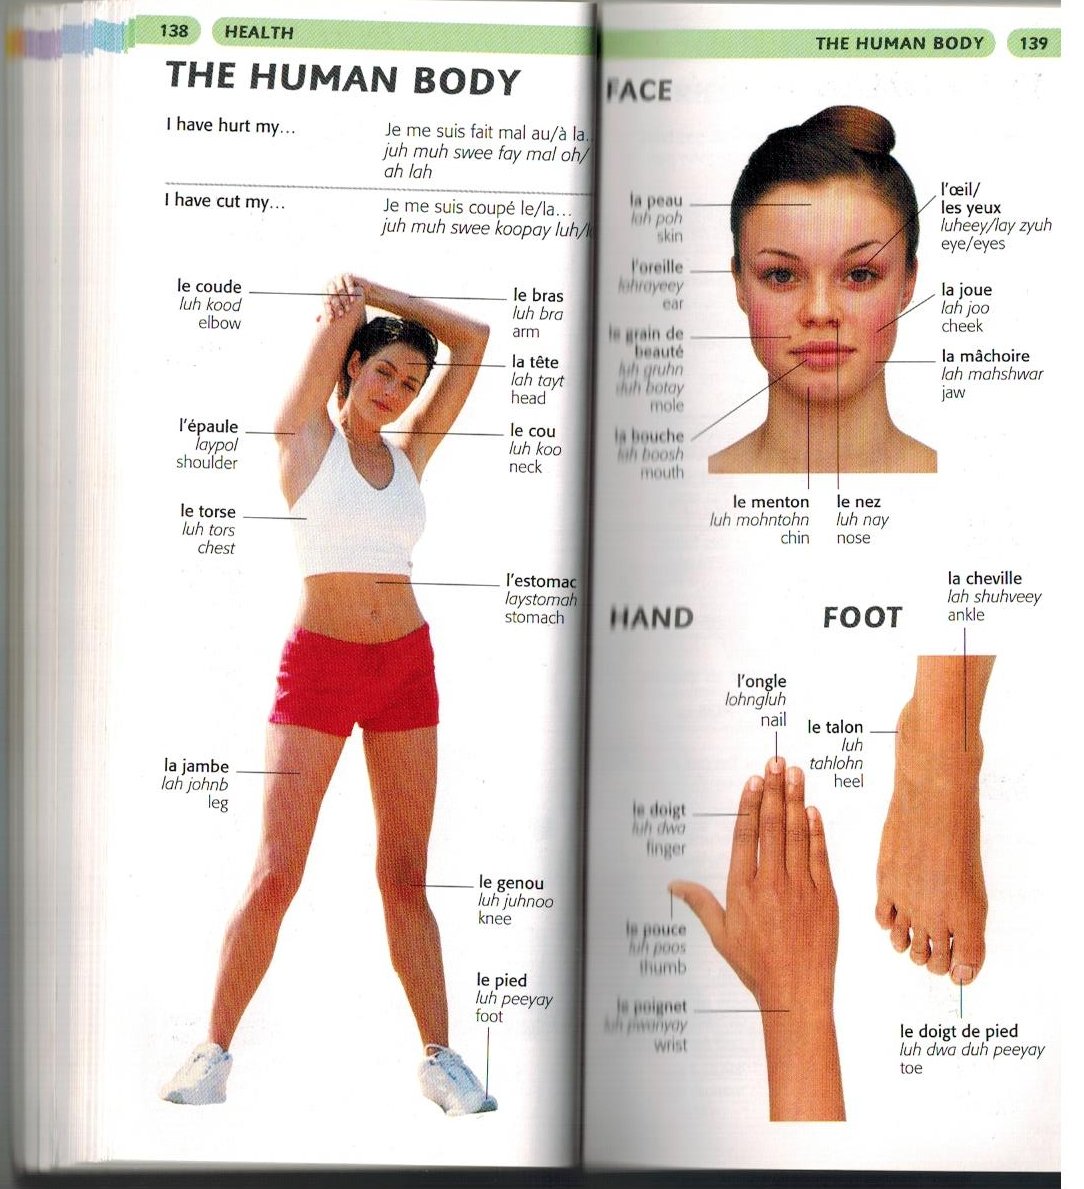 138 HEALTH
THE HUMAN BODY
I have hurt my...
Je me suis fait mal au/à la..
juh muh swee fay mal oh/
ah lah
I have cut my...
Je me suis coupé le/la...
juh muh swee koopay luh/
le coude
luh kood
elbow
le bras
luh bra
arm
la tête
lah tayt
head
l'épaule
laypol
shoulder
le cou
luh koo
neck
le torse
luh tors
chest
l'estomac
laystomah
stomach
la jambe
lah johnb
leg
le genou
luh juhnoo
knee
le pied
luh peeyay
foot
THE HUMAN BODY 139
FACE
la peau
lah poh
skin
l'oreille
lohrayeey
ear
le grain de
beauté
luh gruhn
duh botay
mole
la bouche
lah boosh
mouth
l'œil/
les yeux
luheey/lay zyuh
eye/eyes
la joue
lah joo
cheek
la mâchoire
lah mahshwar
jaw
le menton
luh mohntohn
chin
le nez
luh nay
nose
HAND
l'ongle
lohngluh
nail
le doigt
luh dwa
finger
le pouce
luh poos
thumb
le poignet
luh pwanyay
wrist
FOOT
la cheville
lah shuhveey
ankle
le talon
luh
tahlohn
heel
le doigt de pied
luh dwa duh peeyay
toe